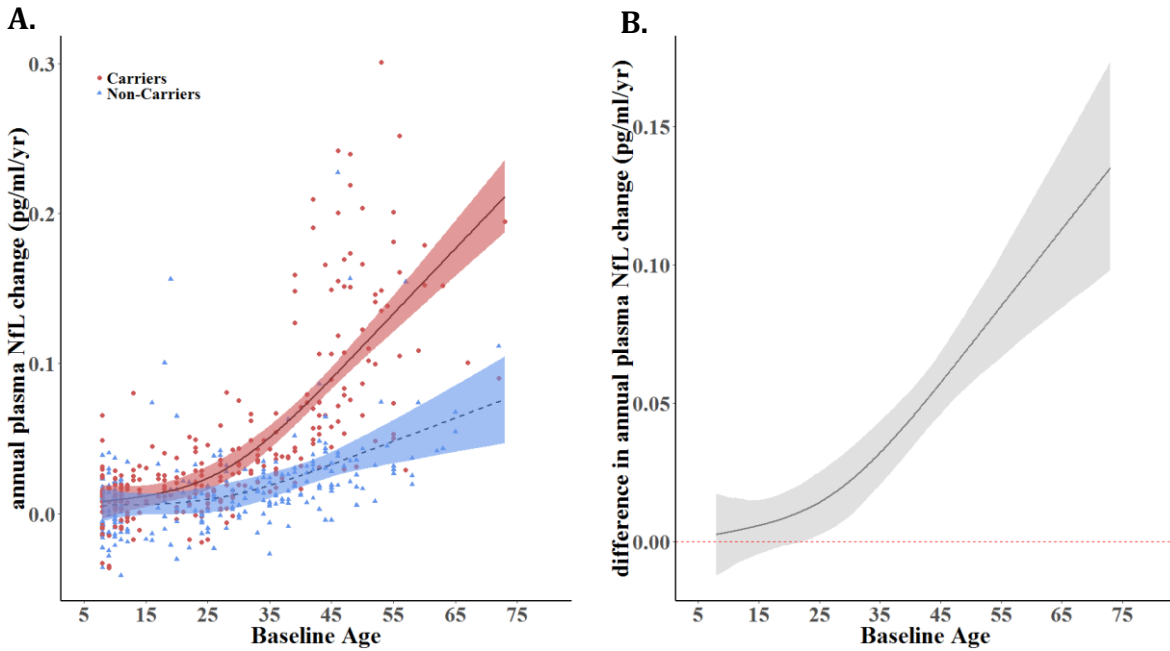 A.
annual plasma NfL change (pg/ml/yr)
0.3
0.2
0.1
0.0
Carriers
Non-Carriers
5 15 25 35 45 55 65 75
Baseline Age
B.
difference in annual plasma NfL change (pg/ml/yr)
0.15
0.10
0.05
0.00
5 15 25 35 45 55 65 75
Baseline Age